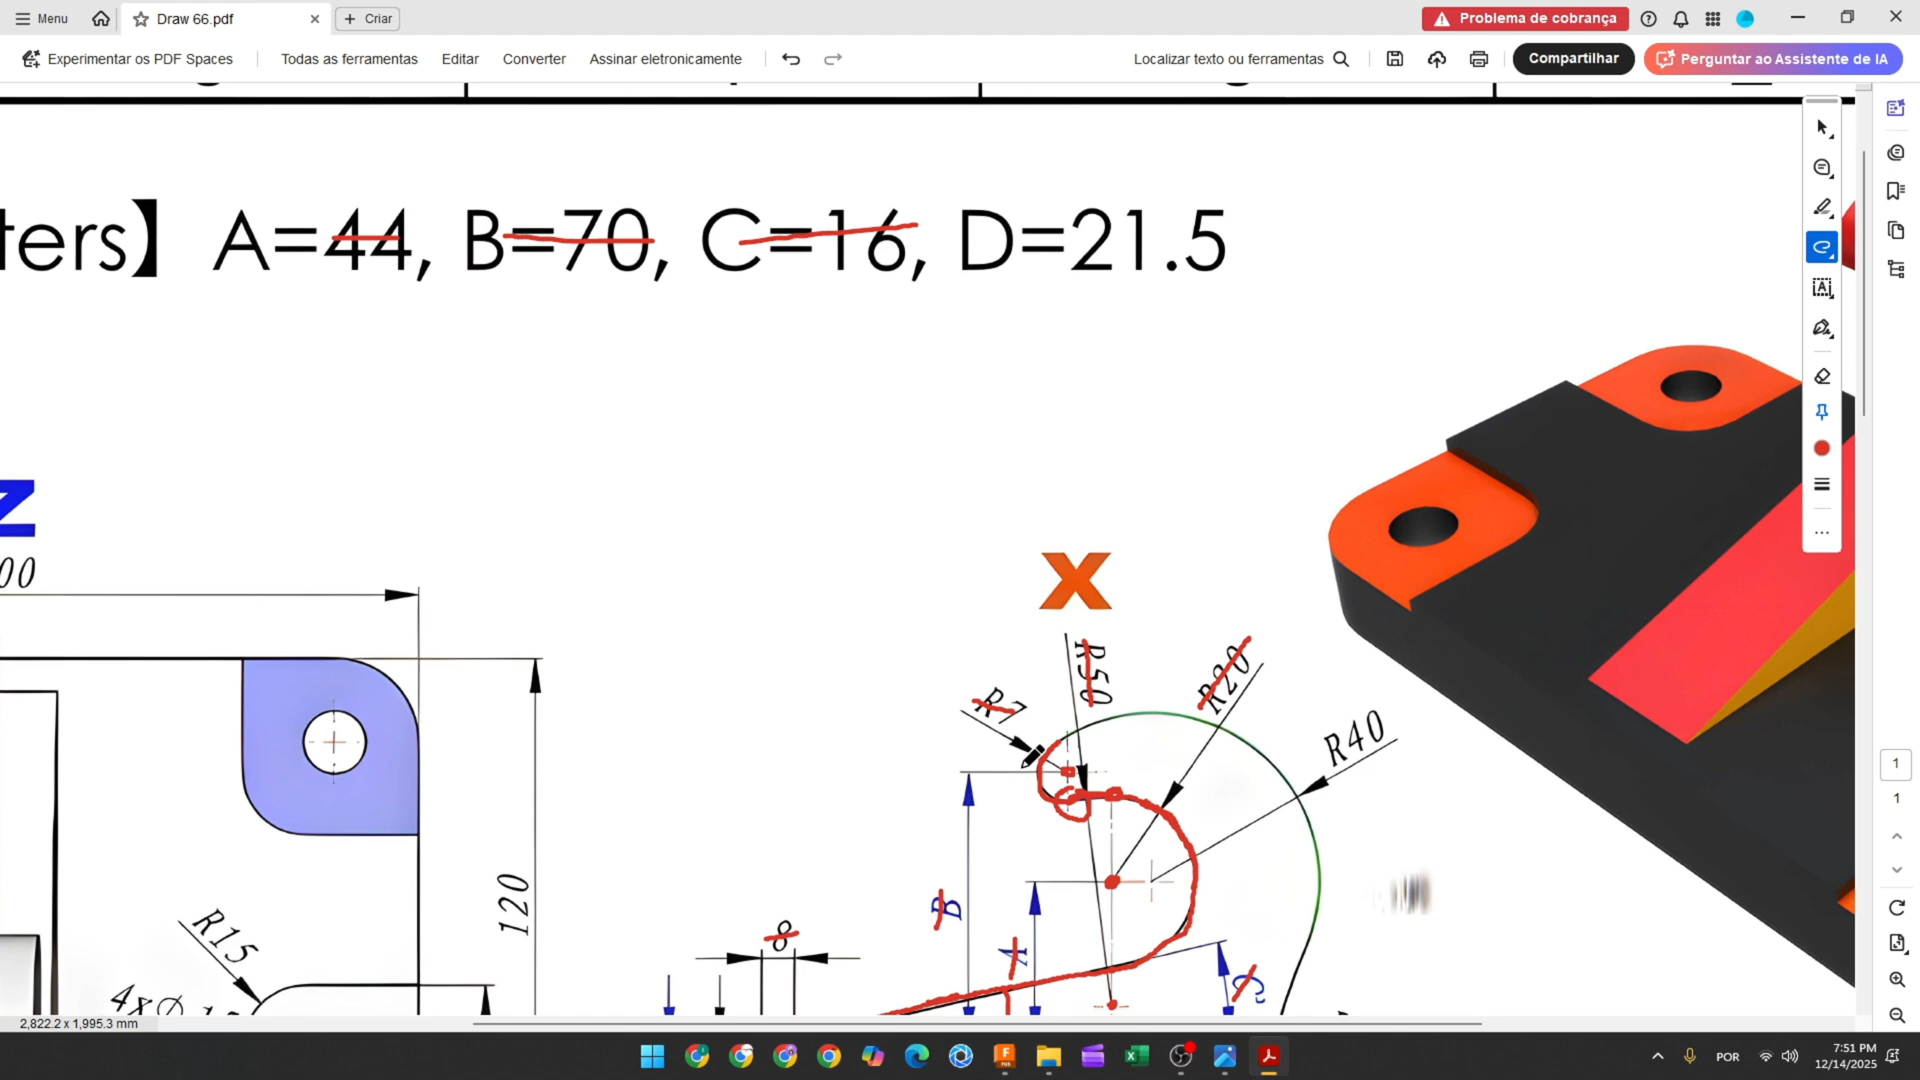 Menu
Draw 66.pdf
Criar
Problema de cobrança
Experimentar os PDF Spaces
Todas as ferramentas
Editar
Converter
Assinar eletronicamente
Localizar texto ou ferramentas
Compartilhar
Perguntar ao Assistente de IA
ters】 A=44, B=70, C=16, D=21.5
Z
00
X
R50
R20
R7
R40
120
B
8
A
R15
4x∅
1
1
2,822.2 x 1,995.3 mm
POR
7:51 PM
12/14/2025